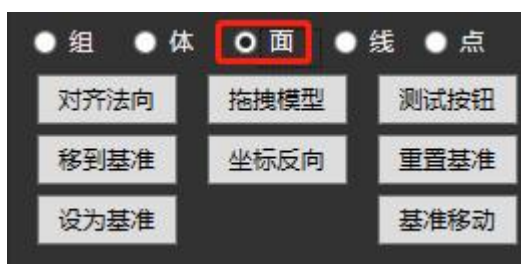 组 体 面 线 点
对齐法向 拖拽模型 测试按钮
移到基准 坐标反向 重置基准
设为基准 基准移动